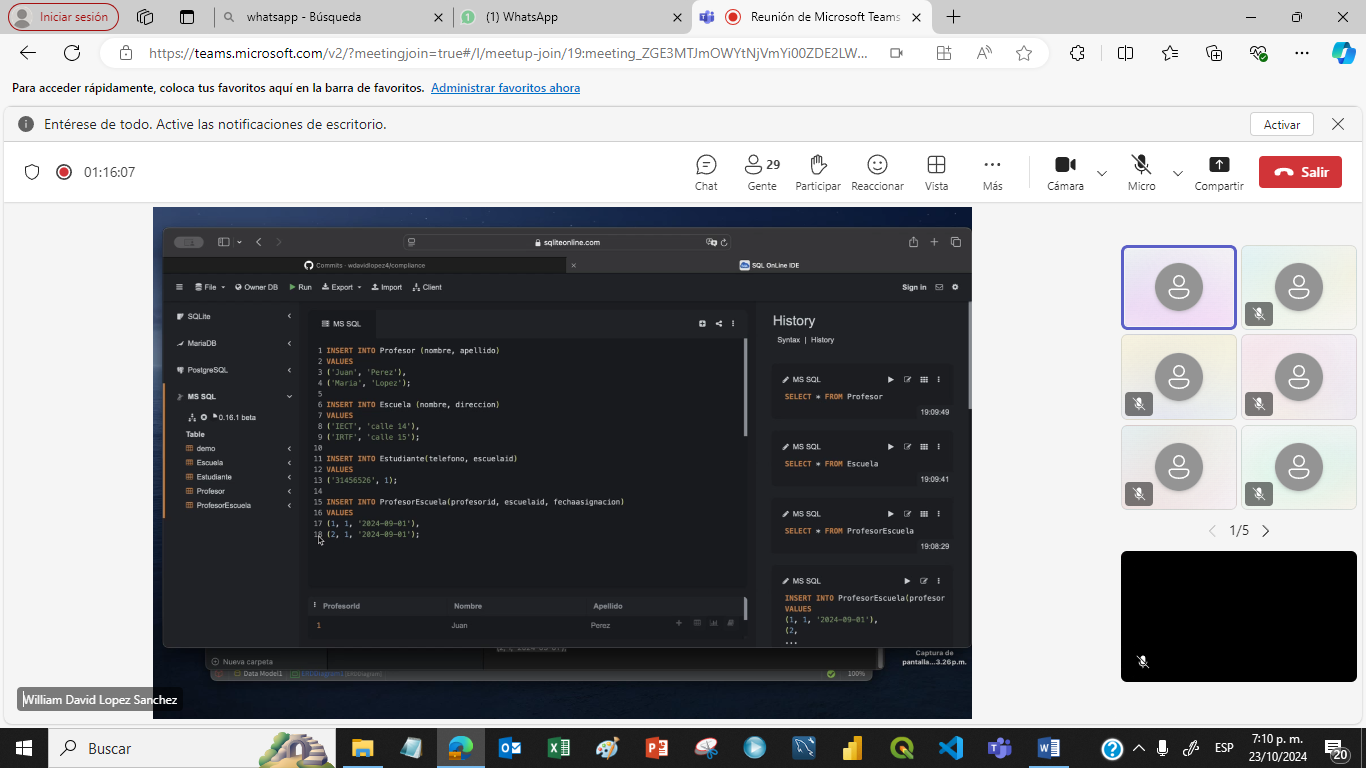 Iniciar sesión
whatsapp - Búsqueda
(1) WhatsApp
Reunión de Microsoft Teams
https://teams.microsoft.com/v2/?meetingjoin=true#/l/meetup-join/19:meeting_ZGE3MTJmOWYtNjVmYi00ZDE2LW...
Para acceder rápidamente, coloca tus favoritos aquí en la barra de favoritos. Administrar favoritos ahora
Entérese de todo. Active las notificaciones de escritorio.
Activar
01:16:07
Chat
29
Gente
Participar
Reaccionar
Vista
Más
Cámara
Micro
Compartir
Salir
sqliteonline.com
Commits · wdavidlopez4/compliance
SQL OnLine IDE
File
Owner DB
Run
Export
Import
Client
Sign in
SQLite
MariaDB
PostgreSQL
MS SQL
0.16.1 beta
Table
demo
Escuela
Estudiante
Profesor
ProfesorEscuela
MS SQL
1 INSERT INTO Profesor (nombre, apellido)
2 VALUES
3 ('Juan', 'Perez'),
4 ('Maria', 'Lopez');
5
6 INSERT INTO Escuela (nombre, direccion)
7 VALUES
8 ('IECT', 'calle 14'),
9 ('IRTF', 'calle 15');
10
11 INSERT INTO Estudiante(telefono, escuelaid)
12 VALUES
13 ('31456526', 1);
14
15 INSERT INTO ProfesorEscuela(profesorid, escuelaid, fechaasignacion)
16 VALUES
17 (1, 1, '2024-09-01'),
18 (2, 1, '2024-09-01');
ProfesorId Nombre Apellido
1 Juan Perez
History
Syntax | History
MS SQL
SELECT * FROM Profesor
19:09:49
MS SQL
SELECT * FROM Escuela
19:09:41
MS SQL
SELECT * FROM ProfesorEscuela
19:08:29
MS SQL
INSERT INTO ProfesorEscuela(profesor
VALUES
(1, 1, '2024-09-01'),
(2,
...
Nueva carpeta
Data Model1
100%
Captura de
pantalla...3.26p.m.
William David Lopez Sanchez
1/5
Buscar
ESP
7:10 p. m.
23/10/2024
20